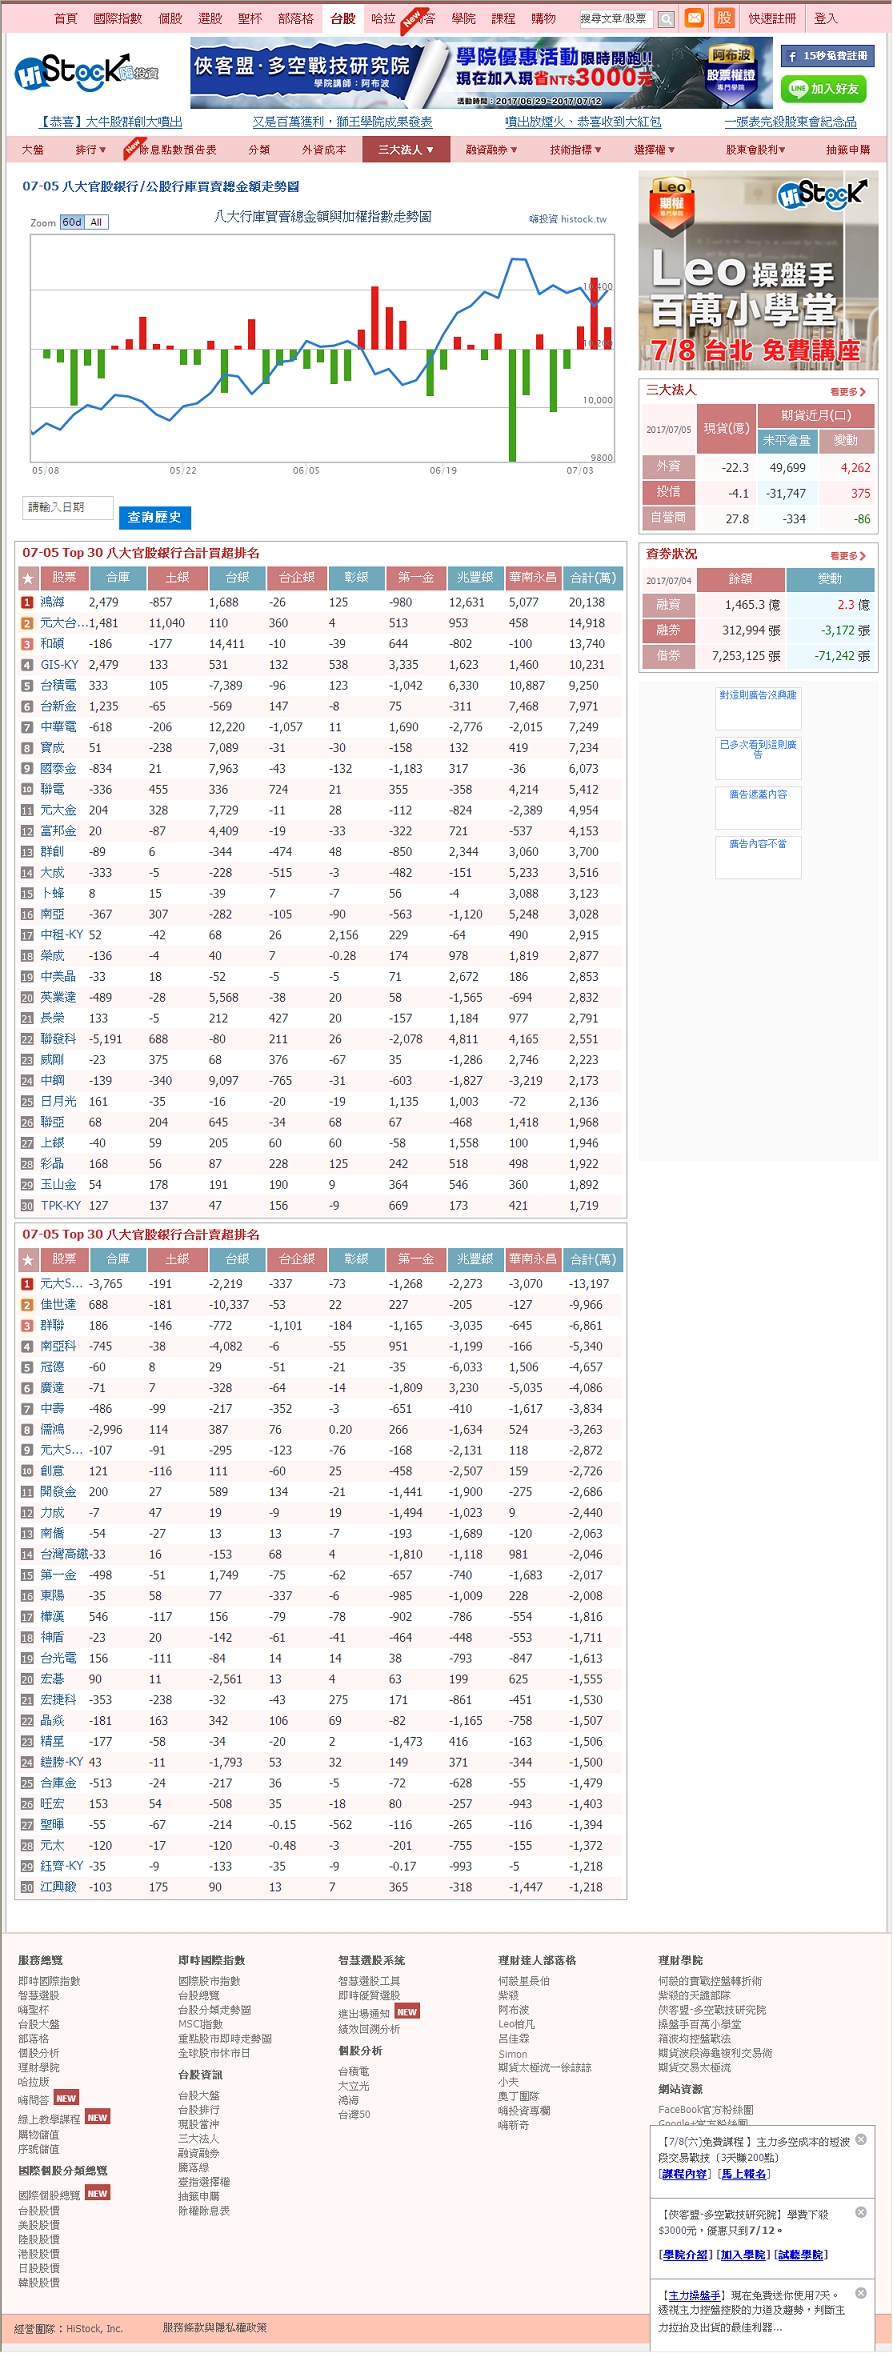 首頁 國際指數 個股 選股 聖杯 部落格 台股 哈拉 New 答 學院 課程 購物 搜尋文章/股票 股 快速註冊 登入
HiStock嗨投資
俠客盟·多空戰技研究院 學院優惠活動限時開跑!!
學院講師：阿布波 現在加入現省NT$3000元
活動時間：2017/06/29~2017/07/12
阿布波 股票權證 專門學院
f 15秒免費註冊
LINE 加入好友
【恭喜】大牛股群創大噴出 又是百萬獲利，獅王學院成果發表 噴出放煙火、恭喜收到大紅包 一張表完殺股東會紀念品
大盤 排行▼ New 除息點數預告表 分類 外資成本 三大法人▼ 融資融券▼ 技術指標▼ 選擇權▼ 股東會股利▼ 抽籤申購
07-05 八大官股銀行/公股行庫買賣總金額走勢圖
Zoom 60d All
八大行庫買賣總金額與加權指數走勢圖
嗨投資 histock.tw
10,400
10,200
10,000
9800
05/08 05/22 06/05 06/19 07/03
請輸入日期 查詢歷史
07-05 Top 30 八大官股銀行合計買超排名
★ 股票 合庫 土銀 台銀 台企銀 彰銀 第一金 兆豐銀 華南永昌 合計(萬)
1 鴻海 2,479 -857 1,688 -26 125 -980 12,631 5,077 20,138
2 元大台... 1,481 11,040 110 360 4 513 953 458 14,918
3 和碩 -186 -177 14,411 -10 -39 644 -802 -100 13,740
4 GIS-KY 2,479 133 531 132 538 3,335 1,623 1,460 10,231
5 台積電 333 105 -7,389 -96 123 -1,042 6,330 10,887 9,250
6 台新金 1,235 -65 -569 147 -8 75 -311 7,468 7,971
7 中華電 -618 -206 12,220 -1,057 11 1,690 -2,776 -2,015 7,249
8 寶成 51 -238 7,089 -31 -30 -158 132 419 7,234
9 國泰金 -834 21 7,963 -43 -132 -1,183 317 -36 6,073
10 聯電 -336 455 336 724 21 355 -358 4,214 5,412
11 元大金 204 328 7,729 -11 28 -112 -824 -2,389 4,954
12 富邦金 20 -87 4,409 -19 -33 -322 721 -537 4,153
13 群創 -89 6 -344 -474 48 -850 2,344 3,060 3,700
14 大成 -333 -5 -228 -515 -3 -482 -151 5,233 3,516
15 卜蜂 8 15 -39 7 -7 56 -4 3,088 3,123
16 南亞 -367 307 -282 -105 -90 -563 -1,120 5,248 3,028
17 中租-KY 52 -42 68 26 2,156 229 -64 490 2,915
18 榮成 -136 -4 40 7 -0.28 174 978 1,819 2,877
19 中美晶 -33 18 -52 -5 -5 71 2,672 186 2,853
20 英業達 -489 -28 5,568 -38 20 58 -1,565 -694 2,832
21 長榮 133 -5 212 427 20 -157 1,184 977 2,791
22 聯發科 -5,191 688 -80 211 26 -2,078 4,811 4,165 2,551
23 威剛 -23 375 68 376 -67 35 -1,286 2,746 2,223
24 中鋼 -139 -340 9,097 -765 -31 -603 -1,827 -3,219 2,173
25 日月光 161 -35 -16 -20 -19 1,135 1,003 -72 2,136
26 聯亞 68 204 645 -34 68 67 -468 1,418 1,968
27 上銀 -40 59 205 60 60 -58 1,558 100 1,946
28 彩晶 168 56 87 228 125 242 518 498 1,922
29 玉山金 54 178 191 190 9 364 546 360 1,892
30 TPK-KY 127 137 47 156 -9 669 173 421 1,719
07-05 Top 30 八大官股銀行合計賣超排名
★ 股票 合庫 土銀 台銀 台企銀 彰銀 第一金 兆豐銀 華南永昌 合計(萬)
1 元大S... -3,765 -191 -2,219 -337 -73 -1,268 -2,273 -3,070 -13,197
2 佳世達 688 -181 -10,337 -53 22 227 -205 -127 -9,966
3 群聯 186 -146 -772 -1,101 -184 -1,165 -3,035 -645 -6,861
4 南亞科 -745 -38 -4,082 -6 -55 951 -1,199 -166 -5,340
5 冠德 -60 8 29 -51 -21 -35 -6,033 1,506 -4,657
6 廣達 -71 7 -328 -64 -14 -1,809 3,230 -5,035 -4,086
7 中壽 -486 -99 -217 -352 -3 -651 -410 -1,617 -3,834
8 儒鴻 -2,996 114 387 76 0.20 266 -1,634 524 -3,263
9 元大S... -107 -91 -295 -123 -76 -168 -2,131 118 -2,872
10 創意 121 -116 111 -60 25 -458 -2,507 159 -2,726
11 開發金 200 27 589 134 -21 -1,441 -1,900 -275 -2,686
12 力成 -7 47 19 -9 19 -1,494 -1,023 9 -2,440
13 南僑 -54 -27 13 13 -7 -193 -1,689 -120 -2,063
14 台灣高鐵 -33 16 -153 68 4 -1,810 -1,118 981 -2,046
15 第一金 -498 -51 1,749 -75 -62 -657 -740 -1,683 -2,017
16 東陽 -35 58 77 -337 -6 -985 -1,009 228 -2,008
17 樺漢 546 -117 156 -79 -78 -902 -786 -554 -1,816
18 神盾 -23 20 -142 -61 -41 -464 -448 -553 -1,711
19 台光電 156 -111 -84 14 14 38 -793 -847 -1,613
20 宏碁 90 11 -2,561 13 4 63 199 625 -1,555
21 宏捷科 -353 -238 -32 -43 275 171 -861 -451 -1,530
22 晶焱 -181 163 342 106 69 -82 -1,165 -758 -1,507
23 精星 -177 -58 -34 -20 2 -1,473 416 -163 -1,506
24 鎧勝-KY 43 -11 -1,793 53 32 149 371 -344 -1,500
25 合庫金 -513 -24 -217 36 -5 -72 -628 -55 -1,479
26 旺宏 153 54 -508 35 -18 80 -257 -943 -1,403
27 聖暉 -55 -67 -214 -0.15 -562 -116 -265 -116 -1,394
28 元太 -120 -17 -120 -0.48 -3 -201 -755 -155 -1,372
29 鈺齊-KY -35 -9 -133 -35 -9 -0.17 -993 -5 -1,218
30 江興鍛 -103 175 90 13 7 365 -318 -1,447 -1,218
Leo 期權 專門學院
HiStock
Leo操盤手
百萬小學堂
7/8 台北 免費講座
三大法人 看更多
2017/07/05 現貨(億) 期貨近月(口)
未平倉量 變動
外資 -22.3 49,699 4,262
投信 -4.1 -31,747 375
自營商 27.8 -334 -86
資券狀況 看更多
2017/07/04 餘額 變動
融資 1,465.3 億 2.3 億
融券 312,994 張 -3,172 張
借券 7,253,125 張 -71,242 張
對這則廣告沒興趣
已多次看到這則廣告
廣告遮蓋內容
廣告內容不當
服務總覽
即時國際指數
智慧選股
嗨聖杯
台股大盤
部落格
個股分析
理財學院
哈拉版
嗨問答 NEW
線上教學課程 NEW
購物儲值
序號儲值
國際個股分類總覽
國際個股總覽 NEW
台股股價
美股股價
陸股股價
港股股價
日股股價
韓股股價
即時國際指數
國際股市指數
台股總覽
台股分類走勢圖
MSCI指數
重點股市即時走勢圖
全球股市休市日
台股資訊
台股大盤
台股排行
現股當沖
三大法人
融資融券
騰落線
臺指選擇權
抽籤申購
除權除息表
智慧選股系統
智慧選股工具
即時優質選股
進出場通知 NEW
績效回溯分析
個股分析
台積電
大立光
鴻海
台灣50
理財達人部落格
何毅里長伯
紫殺
阿布波
Leo柏凡
呂佳霖
Simon
期貨太極流一徐諒諒
小夫
奧丁團隊
嗨投資專欄
嗨新奇
理財學院
何毅的實戰控盤轉折術
紫殺的天譴部隊
俠客盟-多空戰技研究院
操盤手百萬小學堂
箱波均控盤戰法
期貨波段海龜複利交易術
期貨交易太極流
網站資源
FaceBook官方粉絲團
Google+官方粉絲團
【7/8(六)免費課程 】主力多空成本的短波段交易戰技（3天賺200點）
[課程內容] [馬上報名]
【俠客盟-多空戰技研究院】學費下殺$3000元，優惠只到7/12。
[學院介紹] [加入學院] [試聽學院]
【主力操盤手】現在免費送你使用7天。透視主力控盤控股的力道及趨勢，判斷主力拉抬及出貨的最佳利器...
經營團隊：HiStock, Inc. 服務條款與隱私權政策